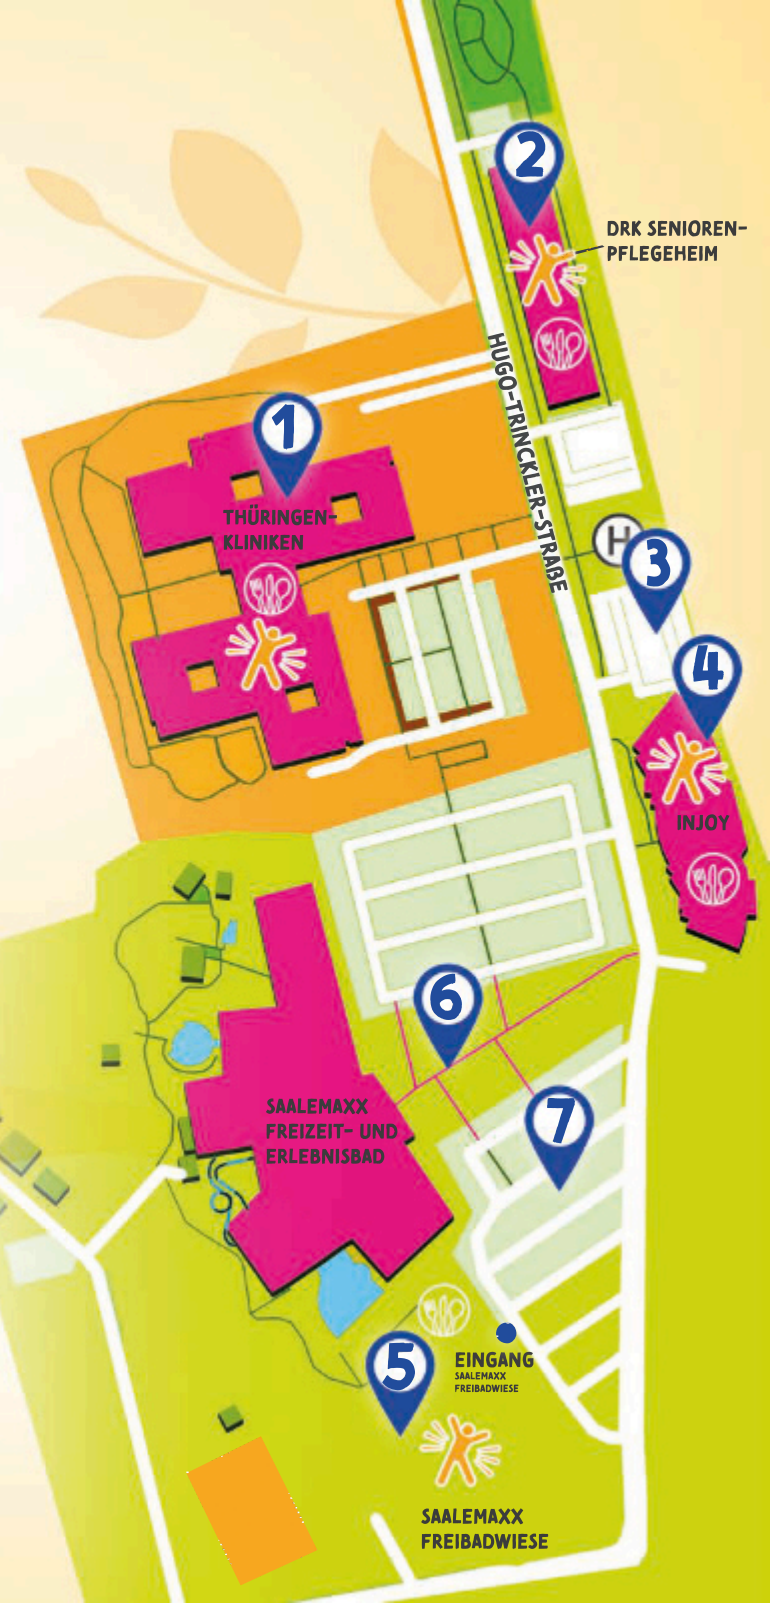 2
DRK SENIOREN-
PFLEGEHEIM
HUGO-TRINCKLER-STRAßE
1
THÜRINGEN-
KLINIKEN
H
3
4
INJOY
6
SAALEMAXX
FREIZEIT- UND
ERLEBNISBAD
7
5
EINGANG
SAALEMAXX
FREIBADWIESE
SAALEMAXX
FREIBADWIESE